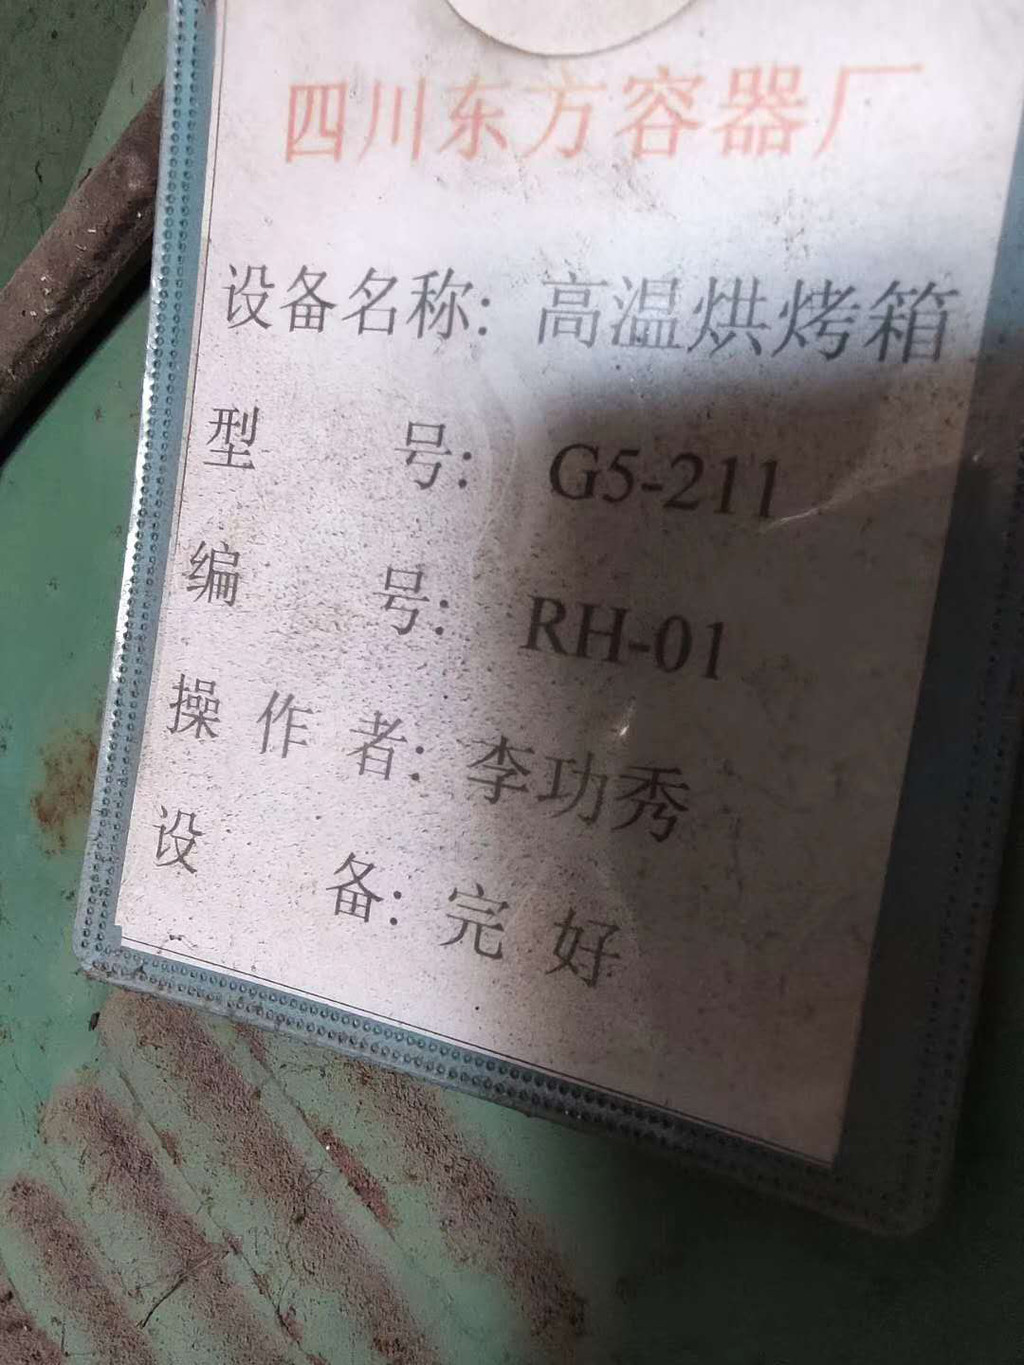 四川东方容器厂
设备名称: 高温烘烤箱
型 号: G5-211
编 号: RH-01
操 作 者: 李功秀
设 备: 完 好